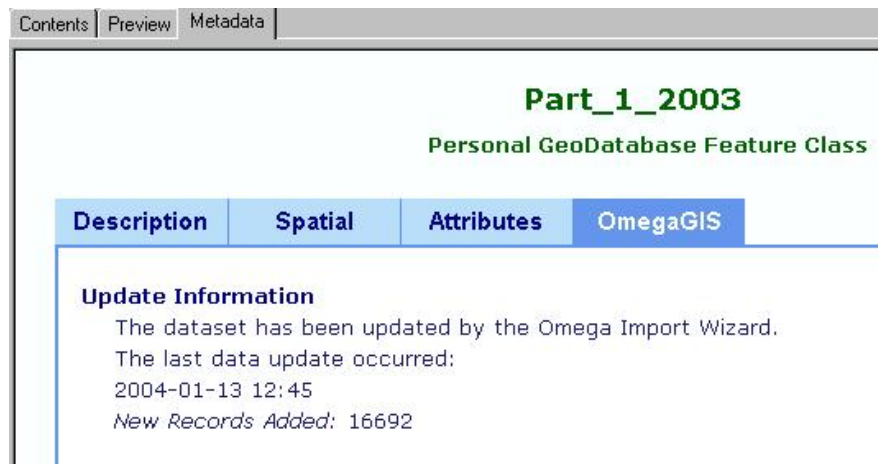 Contents Preview Metadata
Part_1_2003
Personal GeoDatabase Feature Class
Description Spatial Attributes OmegaGIS
Update Information
The dataset has been updated by the Omega Import Wizard.
The last data update occurred:
2004-01-13 12:45
New Records Added: 16692